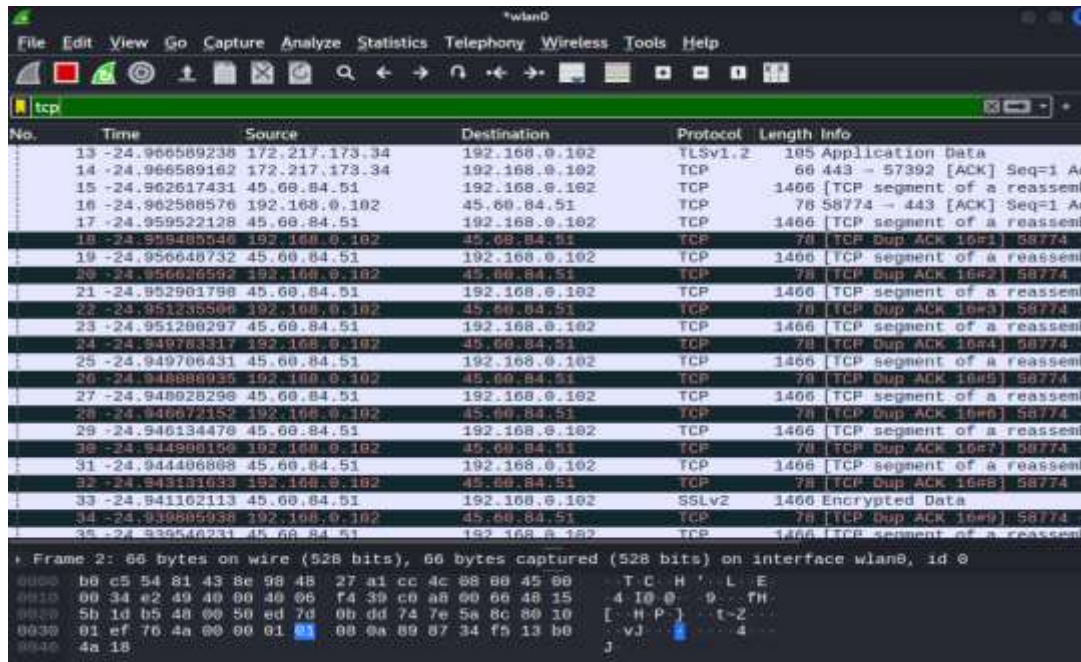 *wlan0
File Edit View Go Capture Analyze Statistics Telephony Wireless Tools Help
tcp
No. Time Source Destination Protocol Length Info
13 -24.966589238 172.217.173.34 192.168.0.102 TLSv1.2 105 Application Data
14 -24.966589162 172.217.173.34 192.168.0.102 TCP 66 443 → 57392 [ACK] Seq=1 Ac
15 -24.962617431 45.60.84.51 192.168.0.102 TCP 1466 [TCP segment of a reassem
16 -24.962588576 192.168.0.102 45.60.84.51 TCP 78 58774 → 443 [ACK] Seq=1 Ac
17 -24.959522128 45.60.84.51 192.168.0.102 TCP 1466 [TCP segment of a reassem
18 -24.959485546 192.168.0.102 45.60.84.51 TCP 78 [TCP Dup ACK 16#1] 58774
19 -24.956648732 45.60.84.51 192.168.0.102 TCP 1466 [TCP segment of a reassem
20 -24.956626592 192.168.0.102 45.60.84.51 TCP 78 [TCP Dup ACK 16#2] 58774
21 -24.952901798 45.60.84.51 192.168.0.102 TCP 1466 [TCP segment of a reassem
22 -24.951235506 192.168.0.102 45.60.84.51 TCP 78 [TCP Dup ACK 16#3] 58774
23 -24.951200297 45.60.84.51 192.168.0.102 TCP 1466 [TCP segment of a reassem
24 -24.949783317 192.168.0.102 45.60.84.51 TCP 78 [TCP Dup ACK 16#4] 58774
25 -24.949706431 45.60.84.51 192.168.0.102 TCP 1466 [TCP segment of a reassem
26 192.168.0.102 45.60.84.51 TCP 78 [TCP Dup ACK 16#5] 58774
27 -24.948028290 45.60.84.51 192.168.0.102 TCP 1466 [TCP segment of a reassem
28 -24.946672152 192.168.0.102 45.60.84.51 TCP 78 [TCP Dup ACK 16#6] 58774
29 -24.946134470 45.60.84.51 192.168.0.102 TCP 1466 [TCP segment of a reassem
30 -24.944906150 192.168.0.102 45.60.84.51 TCP 78 [TCP Dup ACK 16#7] 58774
31 -24.944406808 45.60.84.51 192.168.0.102 TCP 1466 [TCP segment of a reassem
32 -24.943131633 192.168.0.102 45.60.84.51 TCP 78 [TCP Dup ACK 16#8] 58774
33 -24.941162113 45.60.84.51 192.168.0.102 SSLv2 1466 Encrypted Data
34 -24.939805938 192.168.0.102 45.60.84.51 TCP 78 [TCP Dup ACK 16#9] 58774
35 -24.939546231 45.60.84.51 192.168.0.102 TCP 1466 [TCP segment of a reassem
Frame 2: 66 bytes on wire (528 bits), 66 bytes captured (528 bits) on interface wlan0, id 0
0000 b0 c5 54 81 43 8e 98 48 27 a1 cc 4c 08 00 45 00 ··T·C··H '··L··E·
0010 00 34 e2 49 40 00 40 06 f4 39 c0 a8 00 66 48 15 ·4·I@·@· ·9···fH·
0020 5b 1d b5 48 00 50 ed 7d 0b dd 74 7e 5a 8c 80 10 [··H·P·} ··t~Z···
0030 01 ef 76 4a 00 00 01 01 08 0a 89 87 34 f5 13 b0 ··vJ···· ····4···
0040 4a 18 J·